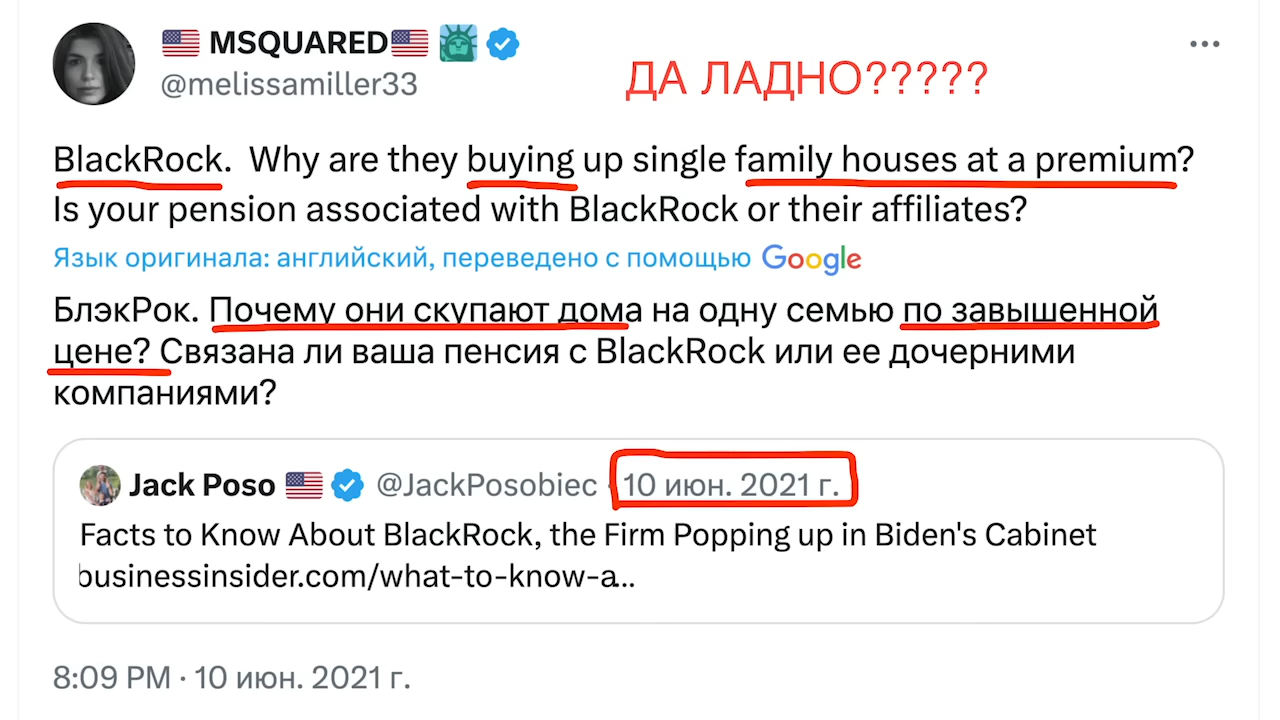 MSQUARED
@melissamiller33
ДА ЛАДНО?????
BlackRock. Why are they buying up single family houses at a premium?
Is your pension associated with BlackRock or their affiliates?
Язык оригинала: английский, переведено с помощью Google
БлэкРок. Почему они скупают дома на одну семью по завышенной
цене? Связана ли ваша пенсия с BlackRock или ее дочерними
компаниями?
Jack Poso @JackPosobiec · 10 июн. 2021 г.
Facts to Know About BlackRock, the Firm Popping up in Biden's Cabinet
businessinsider.com/what-to-know-a...
8:09 PM · 10 июн. 2021 г.